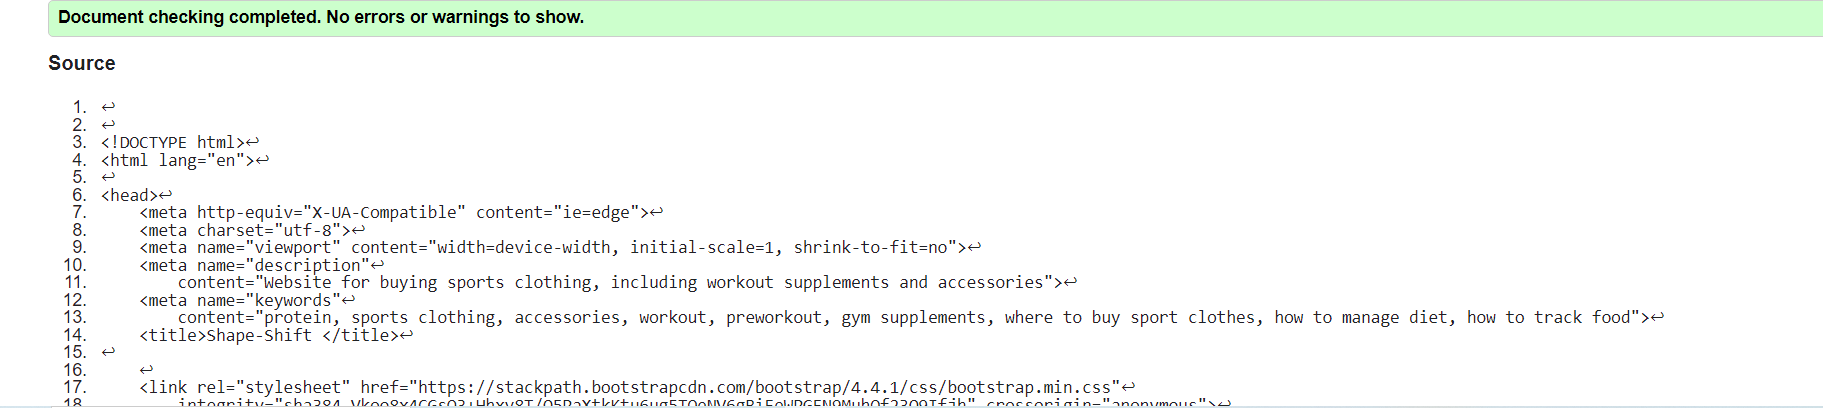 Document checking completed. No errors or warnings to show.
Source
1. ↩
2. ↩
3. <!DOCTYPE html>↩
4. <html lang="en">↩
5. ↩
6. <head>↩
7. <meta http-equiv="X-UA-Compatible" content="ie=edge">↩
8. <meta charset="utf-8">↩
9. <meta name="viewport" content="width=device-width, initial-scale=1, shrink-to-fit=no">↩
10. <meta name="description"↩
11. content="Website for buying sports clothing, including workout supplements and accessories">↩
12. <meta name="keywords"↩
13. content="protein, sports clothing, accessories, workout, preworkout, gym supplements, where to buy sport clothes, how to manage diet, how to track food">↩
14. <title>Shape-Shift </title>↩
15. ↩
16. ↩
17. <link rel="stylesheet" href="https://stackpath.bootstrapcdn.com/bootstrap/4.4.1/css/bootstrap.min.css"↩
18. crossorigin="anonymous">↩